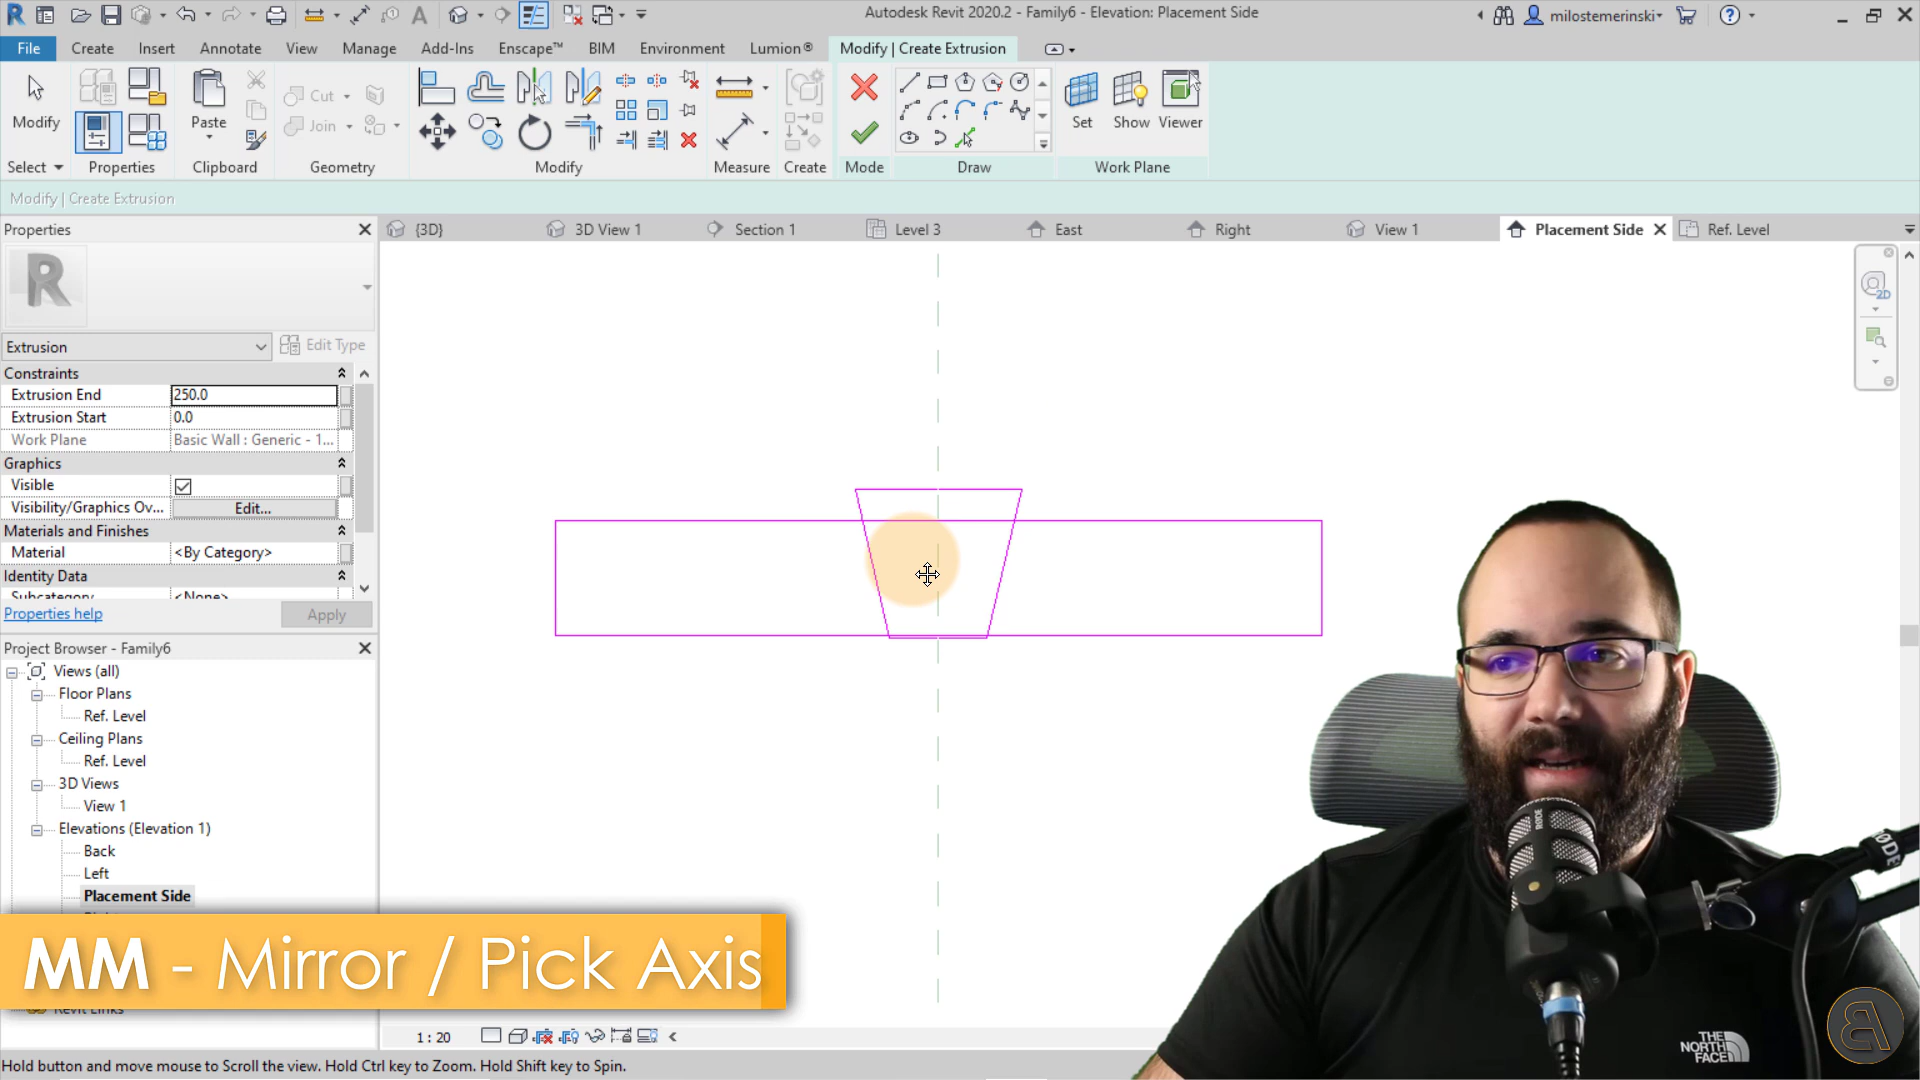 Autodesk Revit 2020.2 - Family6 - Elevation: Placement Side
milostemerinski
File Create Insert Annotate View Manage Add-Ins Enscape™ BIM Environment Lumion® Modify | Create Extrusion
Modify Paste Cut Join Set Show Viewer
Select Properties Clipboard Geometry Modify Measure Create Mode Draw Work Plane
Modify | Create Extrusion
Properties
{3D} 3D View 1 Section 1 Level 3 East Right View 1 Placement Side Ref. Level
R
2D
Extrusion Edit Type
Constraints
Extrusion End 250.0
Extrusion Start 0.0
Work Plane Basic Wall : Generic - 1...
Graphics
Visible
Visibility/Graphics Ov... Edit...
Materials and Finishes
Material <By Category>
Identity Data
Subcategory <None>
Properties help Apply
Project Browser - Family6
Views (all)
Floor Plans
Ref. Level
Ceiling Plans
Ref. Level
3D Views
View 1
Elevations (Elevation 1)
Back
Left
Placement Side
MM - Mirror / Pick Axis
Revit Links
1 : 20
Hold button and move mouse to Scroll the view. Hold Ctrl key to Zoom. Hold Shift key to Spin.
RØDE
RØDE
THE NORTH FACE